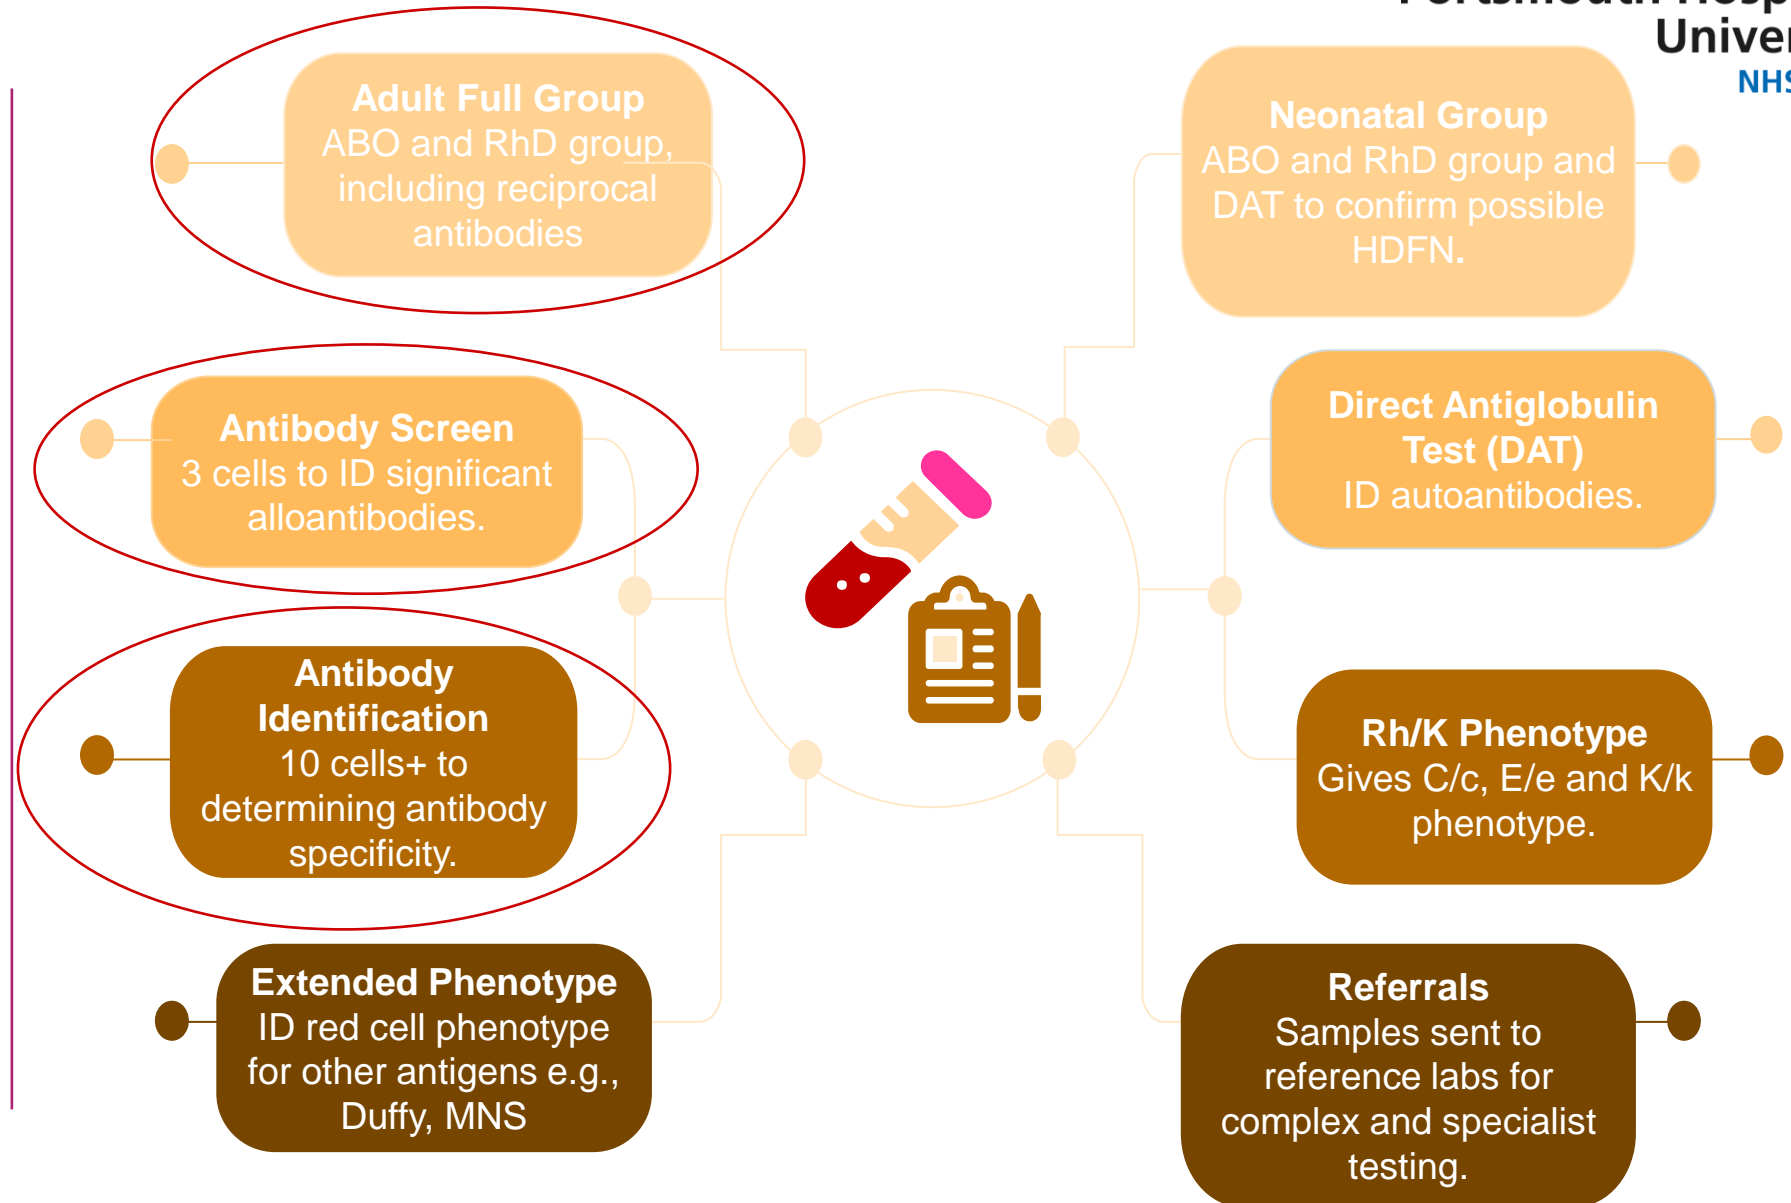 Univer
NHS
Adult Full Group
ABO and RhD group,
including reciprocal
antibodies
Neonatal Group
ABO and RhD group and
DAT to confirm possible
HDFN.
Antibody Screen
3 cells to ID significant
alloantibodies.
Direct Antiglobulin
Test (DAT)
ID autoantibodies.
Antibody
Identification
10 cells+ to
determining antibody
specificity.
Rh/K Phenotype
Gives C/c, E/e and K/k
phenotype.
Extended Phenotype
ID red cell phenotype
for other antigens e.g.,
Duffy, MNS
Referrals
Samples sent to
reference labs for
complex and specialist
testing.